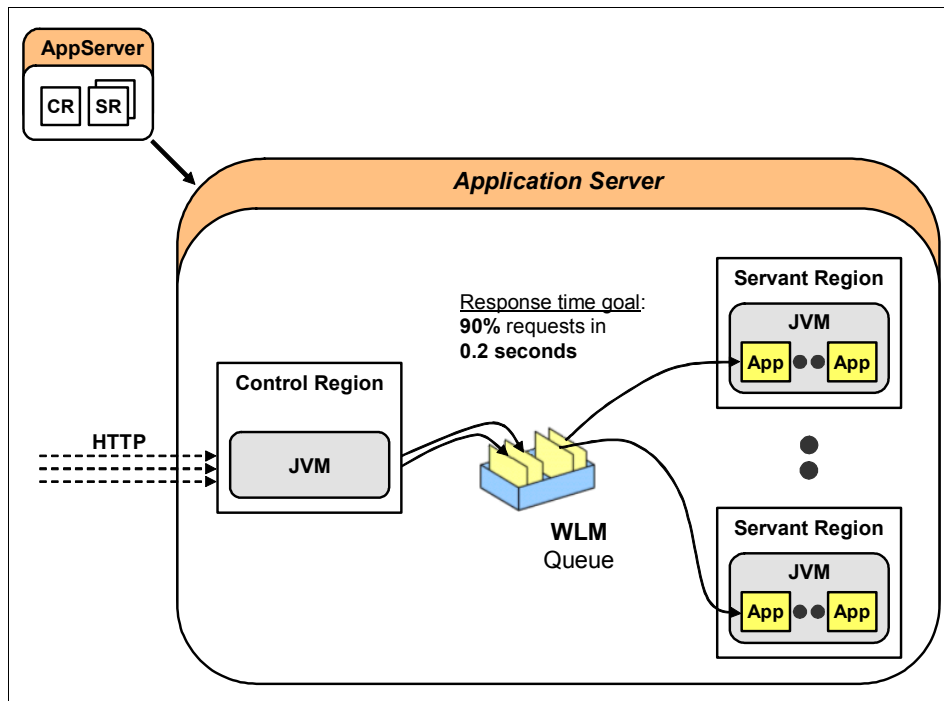 AppServer
CR SR
Application Server
Response time goal:
90% requests in
0.2 seconds
HTTP
Control Region
JVM
WLM
Queue
Servant Region
JVM
App App
Servant Region
JVM
App App